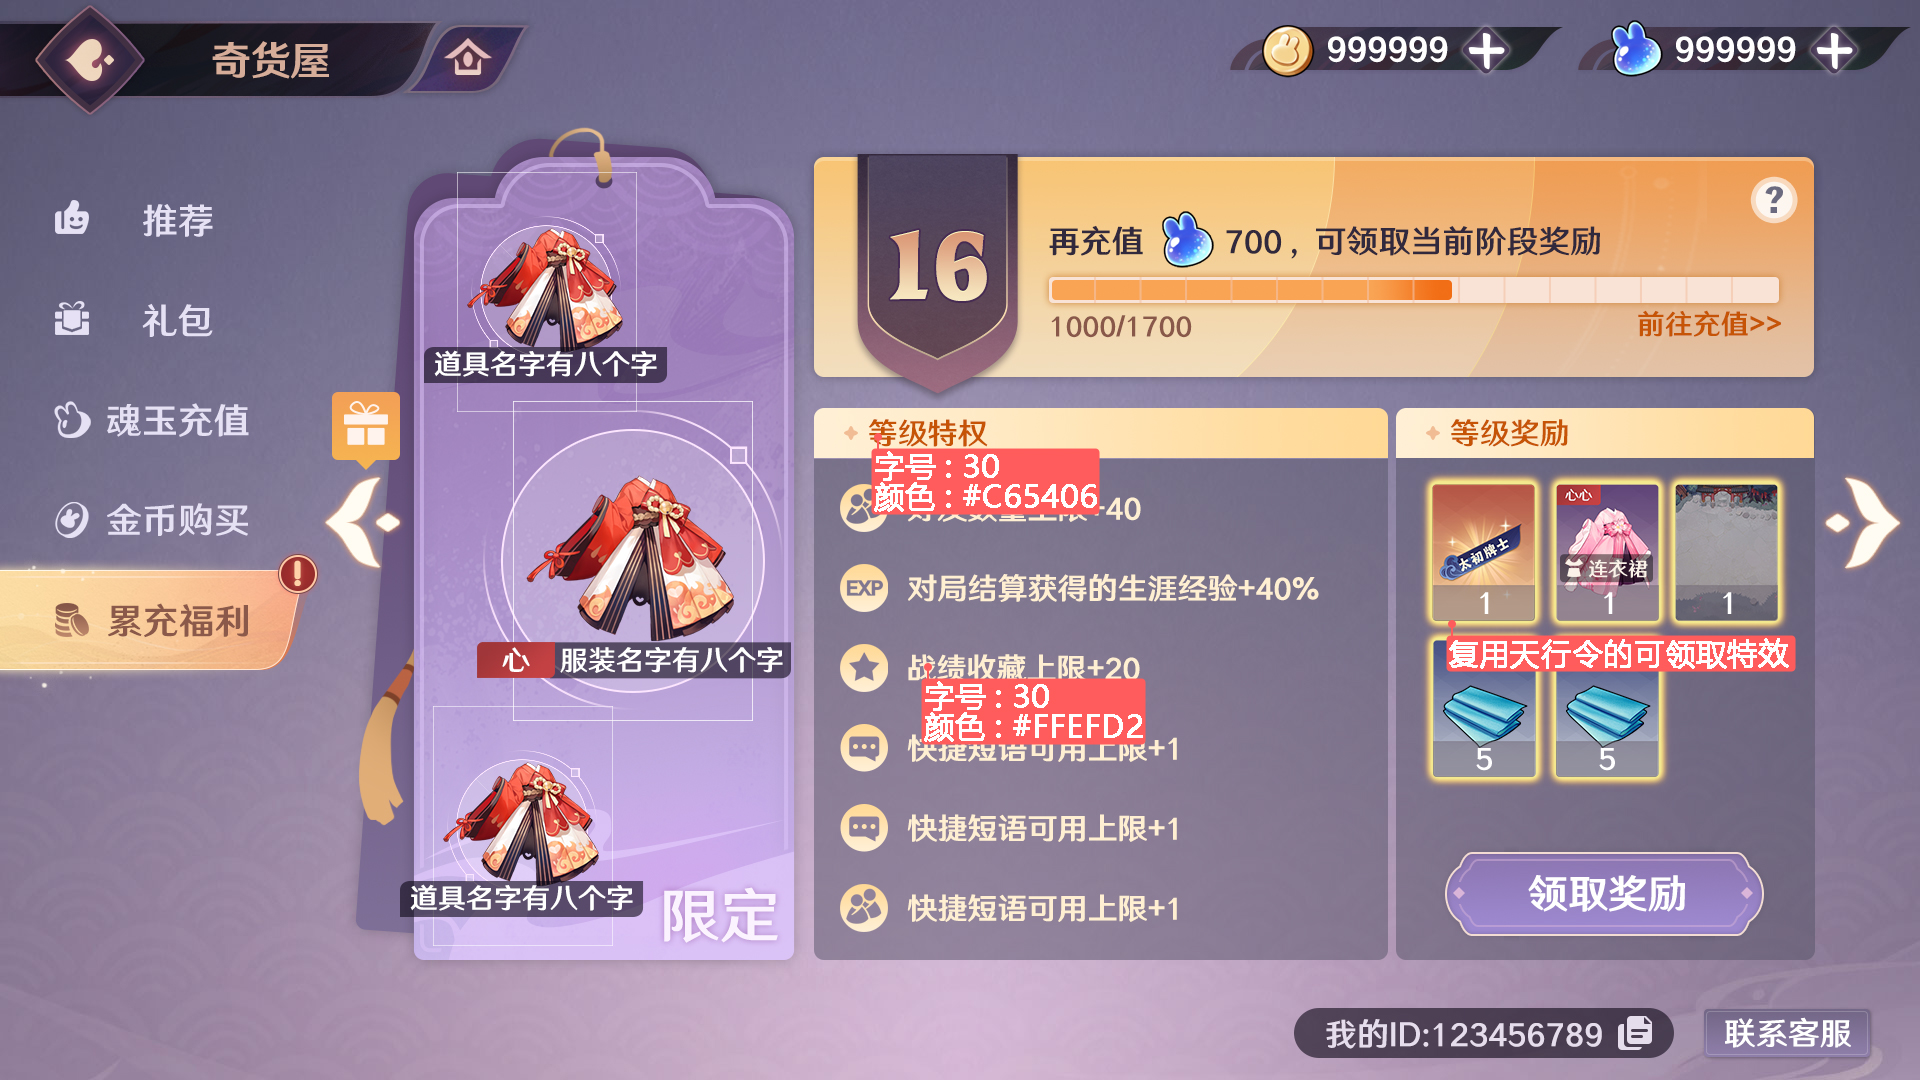 奇货屋
999999
999999
推荐
礼包
魂玉充值
金币购买
累充福利
道具名字有八个字
心 服装名字有八个字
道具名字有八个字
限定
16
再充值 700，可领取当前阶段奖励
?
1000/1700
前往充值>>
等级特权
字号：30
颜色：#C65406
+40
EXP 对局结算获得的生涯经验+40%
战绩收藏上限+20
字号：30
颜色：#FFEFD2
快捷短语可用上限+1
快捷短语可用上限+1
快捷短语可用上限+1
等级奖励
太初牌士
1
心心
连衣裙
1
1
复用天行令的可领取特效
5
5
领取奖励
我的ID:123456789
联系客服